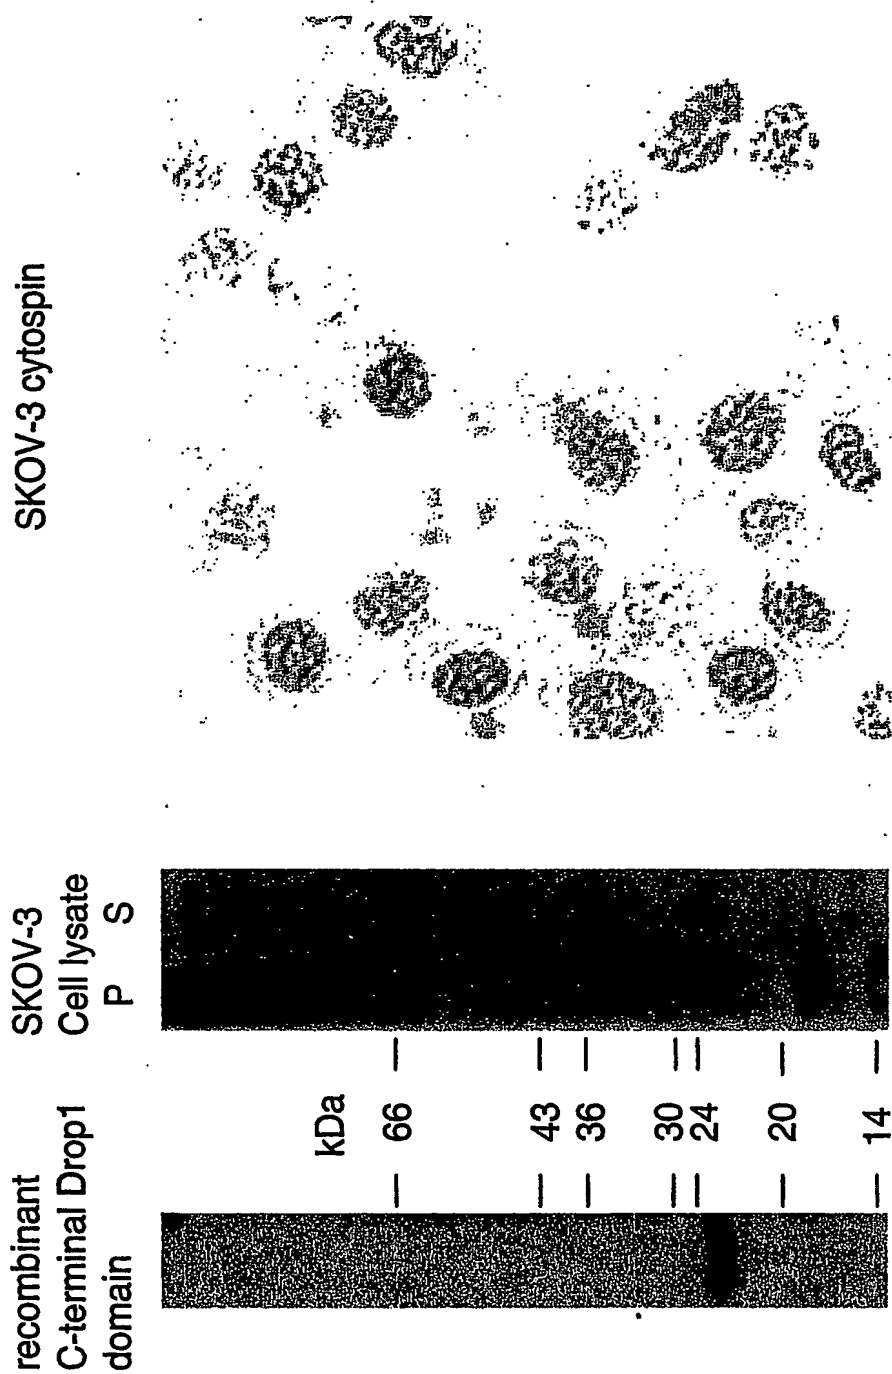 recombinant
C-terminal Drop1
domain
kDa
66
43
36
30
24
20
14
SKOV-3
Cell lysate
P S
SKOV-3 cytospin